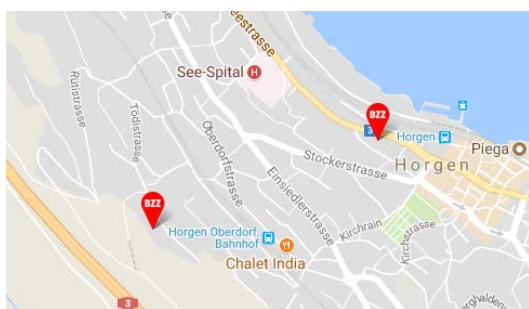 Seestrasse
See-Spital
H
Rütistrasse
Tödistrasse
Oberdorfstrasse
BZZ
3
Horgen
Piega
Horgen
Stockerstrasse
Einsiedlerstrasse
BZZ
Horgen Oberdorf,
Bahnhof
Chalet India
Kirchrain
Kirchstrasse
3